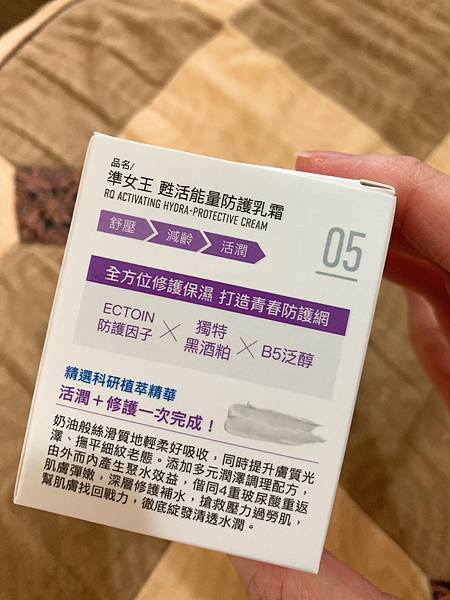 品名/
準女王 甦活能量防護乳霜
RQ ACTIVATING HYDRA-PROTECTIVE CREAM
舒壓 減齡 活潤
05
全方位修護保濕 打造青春防護網
ECTOIN
防護因子 × 獨特
黑酒粕 × B5泛醇
精選科研植萃精華
活潤＋修護一次完成！
奶油般絲滑質地輕柔好吸收，同時提升膚質光
澤、撫平細紋老態。添加多元潤澤調理配方，
由外而內產生聚水效益，偕同4重玻尿酸重返
肌膚彈嫩，深層修護補水，搶救壓力過勞肌，
幫肌膚找回戰力，徹底綻發清透水潤。